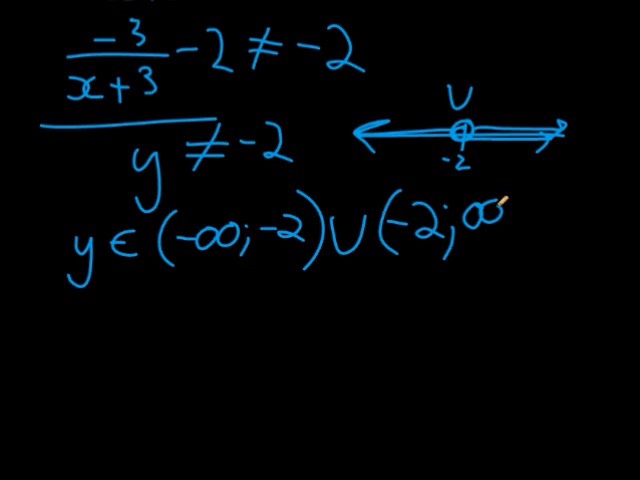 -3/(x+3) - 2 ≠ -2
y ≠ -2
∪
-2
y ∈ (-∞; -2) ∪ (-2; ∞